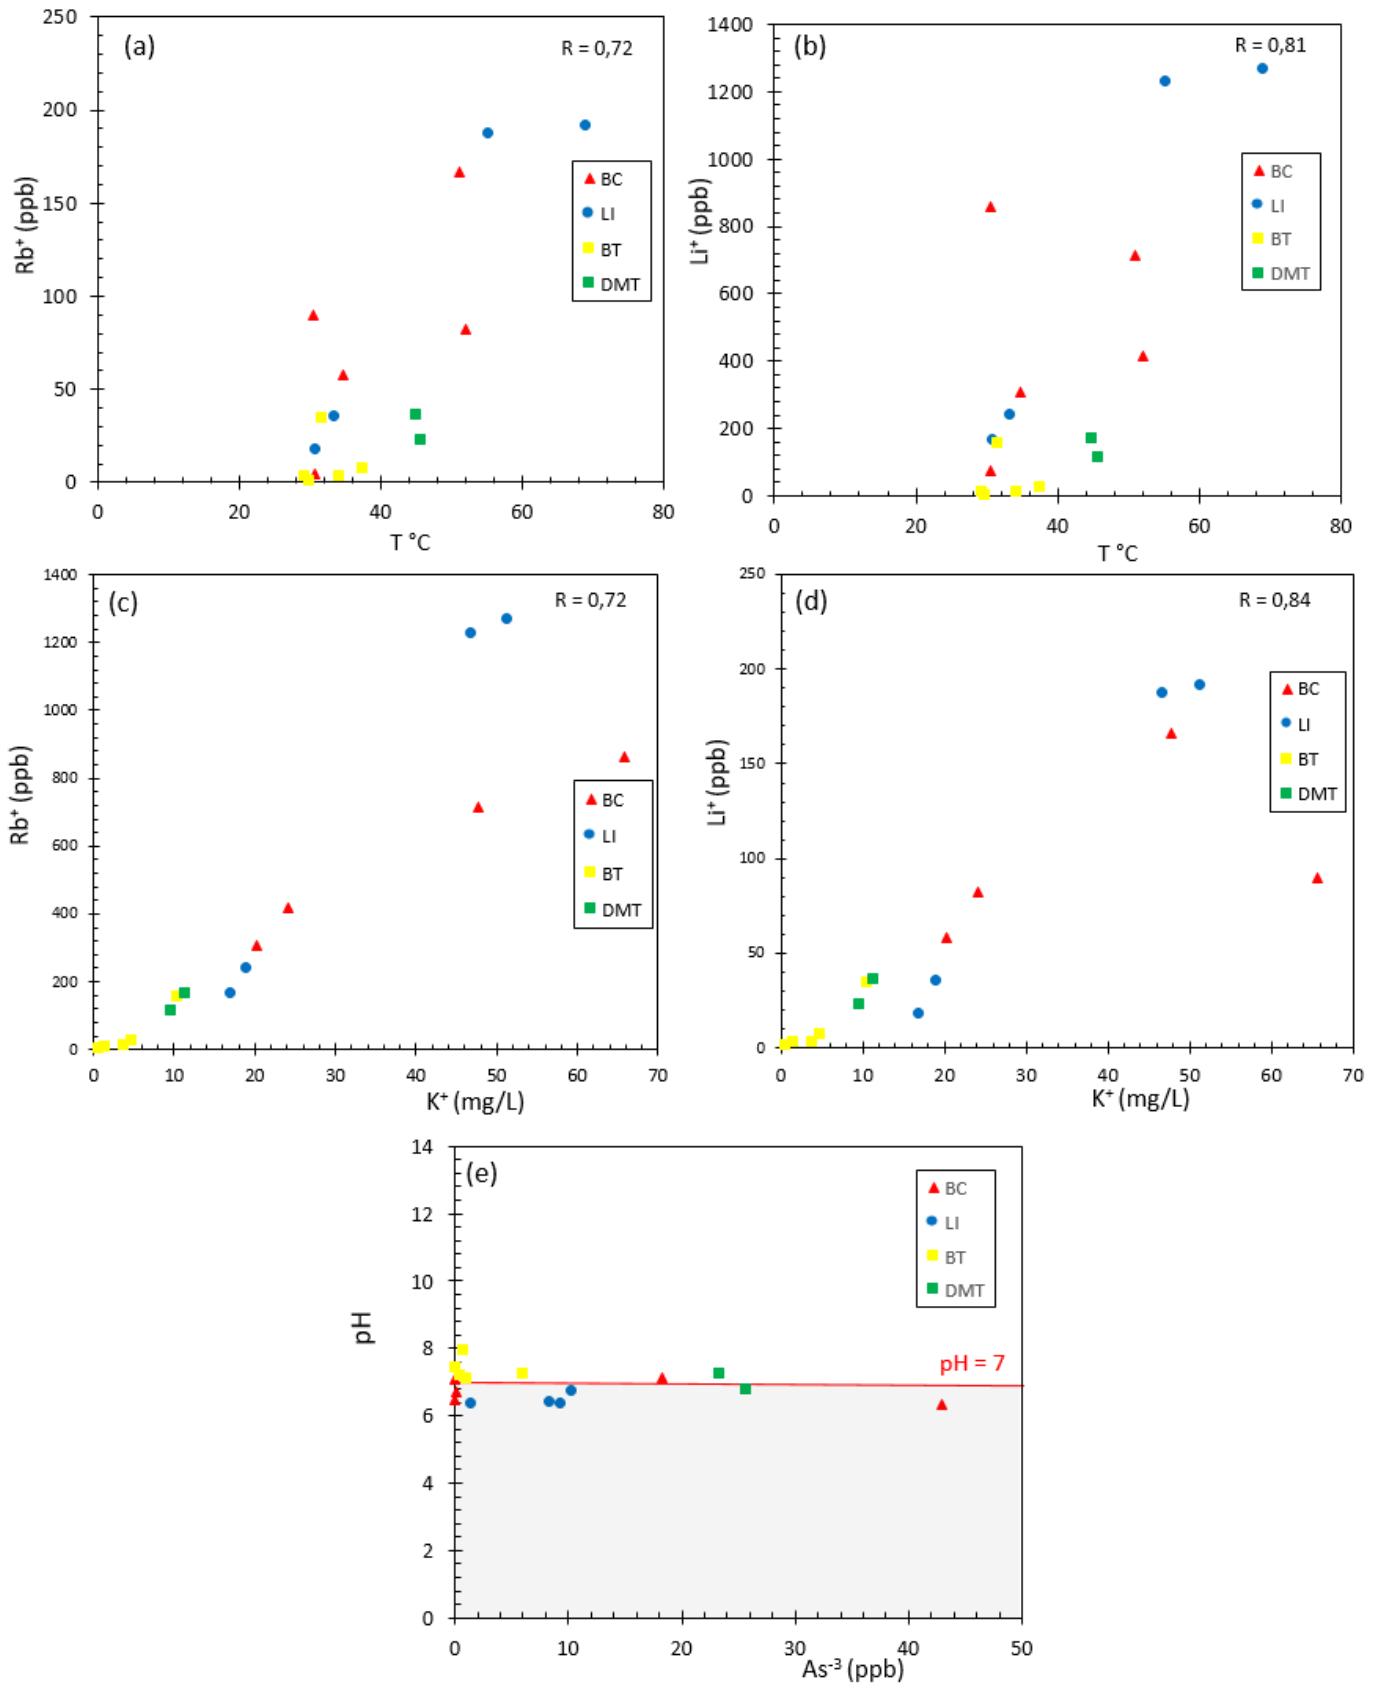 (a)
R = 0,72
250
200
150
100
50
0
Rb+ (ppb)
BC
LI
BT
DMT
0 20 40 60 80
T °C
(b)
R = 0,81
1400
1200
1000
800
600
400
200
0
Li+ (ppb)
BC
LI
BT
DMT
0 20 40 60 80
T °C
(c)
R = 0,72
1400
1200
1000
800
600
400
200
0
Rb+ (ppb)
BC
LI
BT
DMT
0 10 20 30 40 50 60 70
K+ (mg/L)
(d)
R = 0,84
250
200
150
100
50
0
Li+ (ppb)
BC
LI
BT
DMT
0 10 20 30 40 50 60 70
K+ (mg/L)
(e)
14
12
10
8
6
4
2
0
pH
BC
LI
BT
DMT
pH = 7
0 10 20 30 40 50
As-3 (ppb)